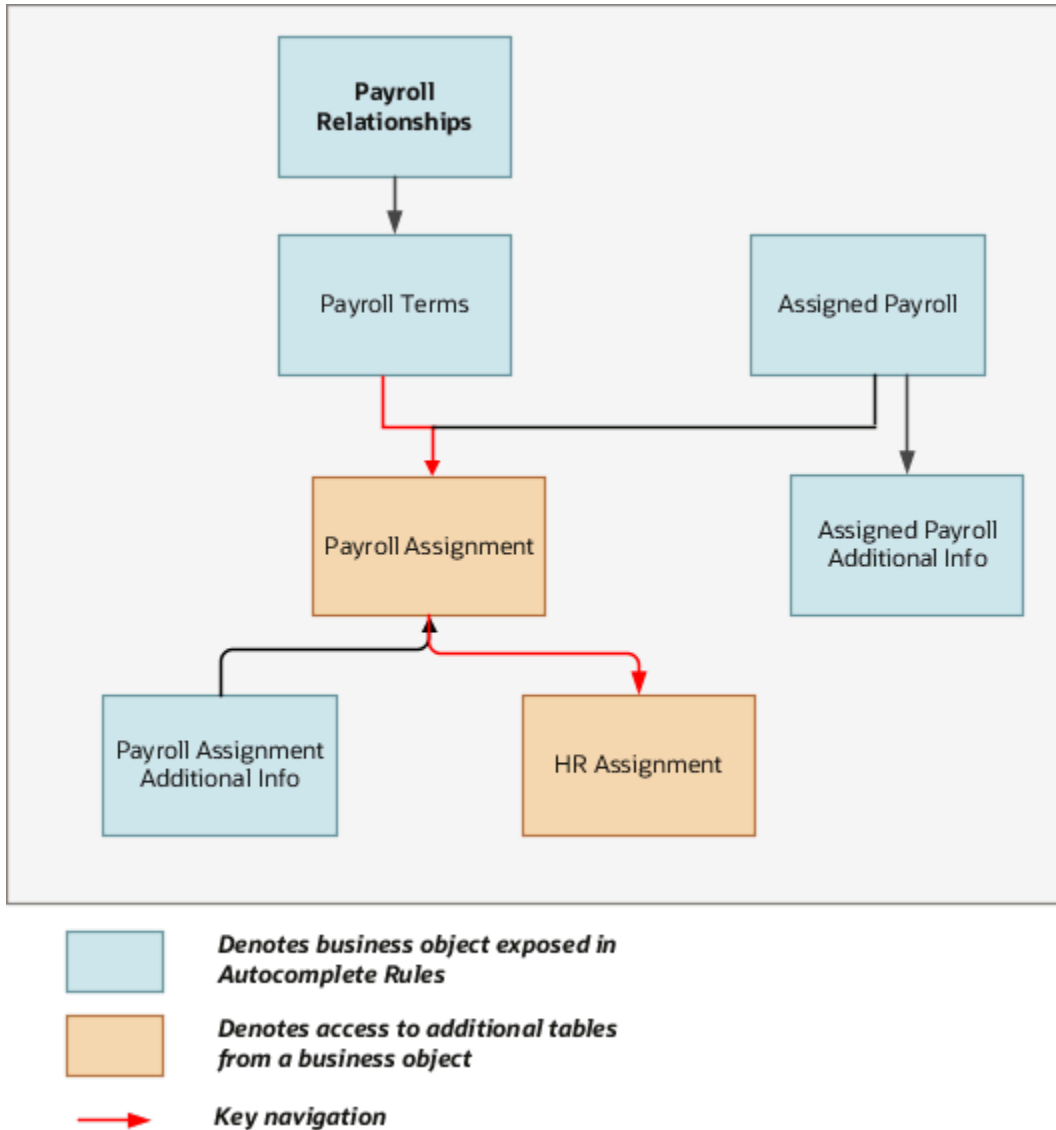 Payroll
Relationships
Payroll Terms
Assigned Payroll
Payroll Assignment
Assigned Payroll
Additional Info
Payroll Assignment
Additional Info
HR Assignment
Denotes business object exposed in
Autocomplete Rules
Denotes access to additional tables
from a business object
Key navigation